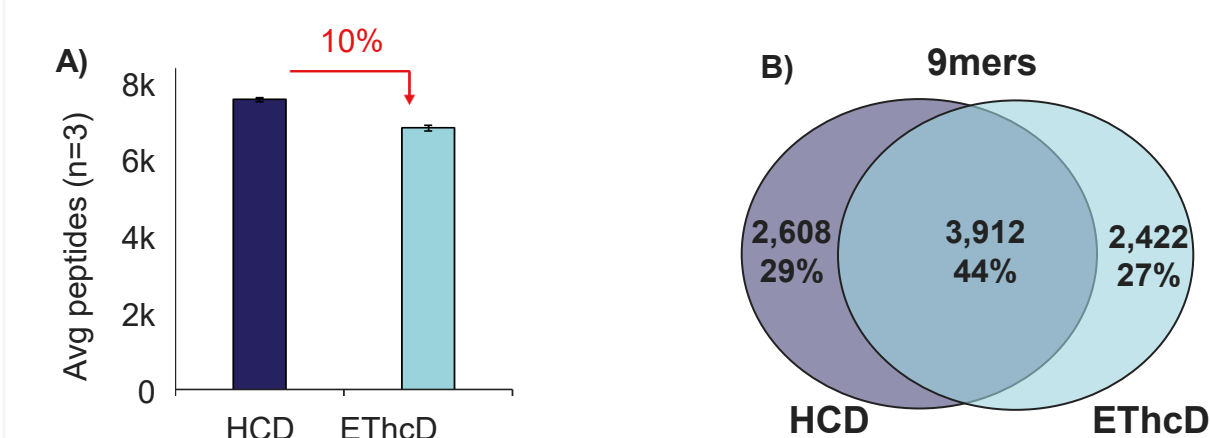 A)
10%
8k
6k
4k
2k
0
Avg peptides (n=3)
HCD
EThcD
B)
9mers
2,608
29%
3,912
44%
2,422
27%
HCD
EThcD